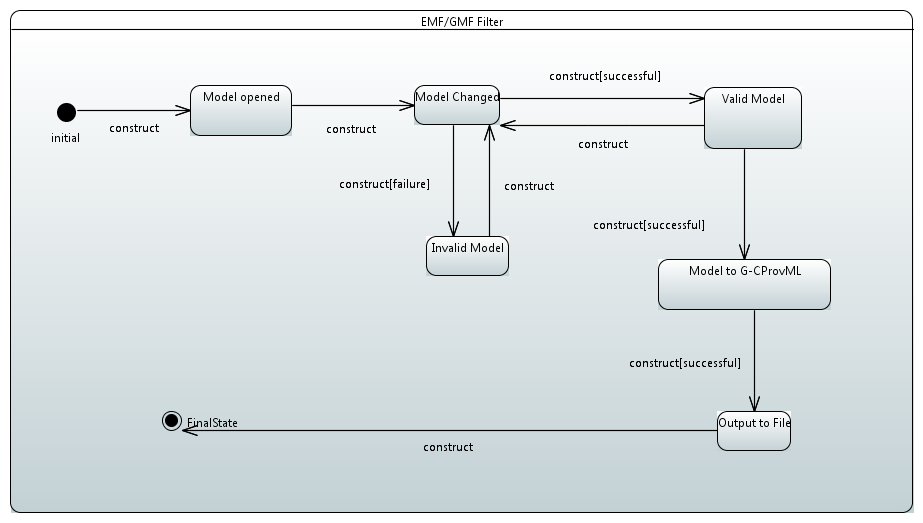 EMF/GMF Filter
construct[successful]
Model opened
Model Changed
Valid Model
initial
construct
construct
construct
construct[failure]
construct
construct[successful]
Invalid Model
Model to G-CProvML
construct[successful]
FinalState
Output to File
construct